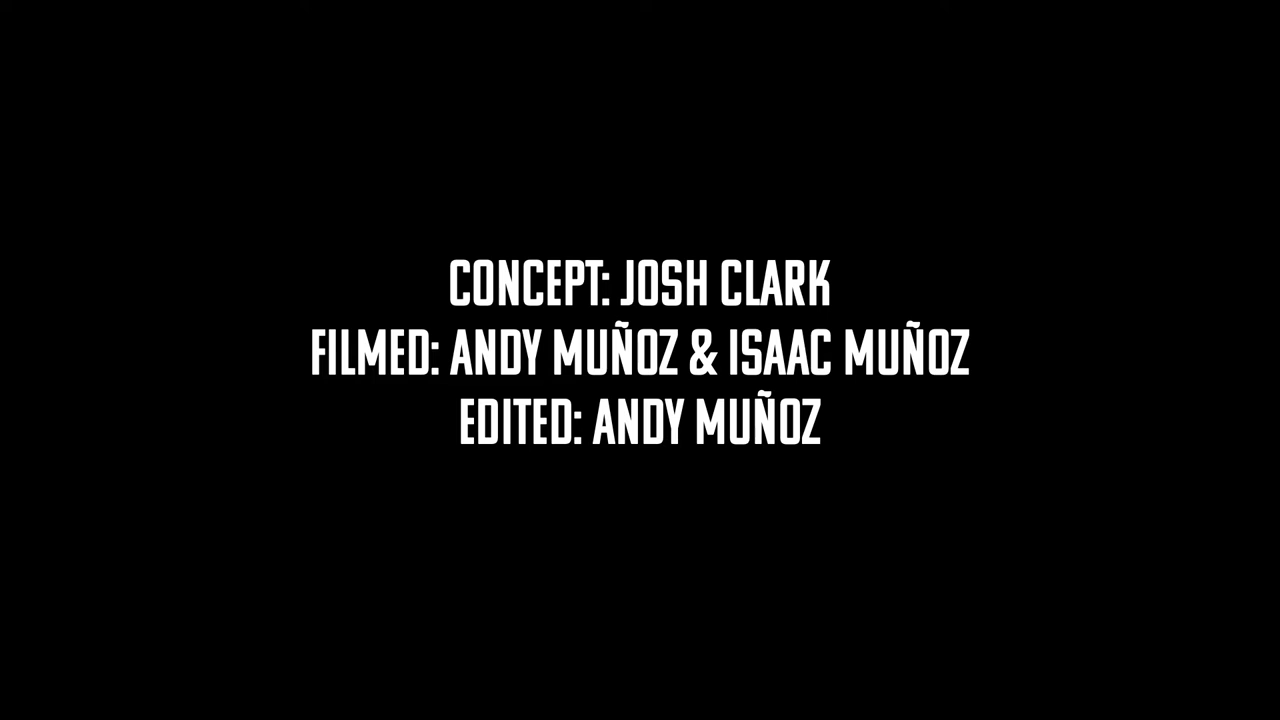 CONCEPT: JOSH CLARK
FILMED: ANDY MUÑOZ & ISAAC MUÑOZ
EDITED: ANDY MUÑOZ